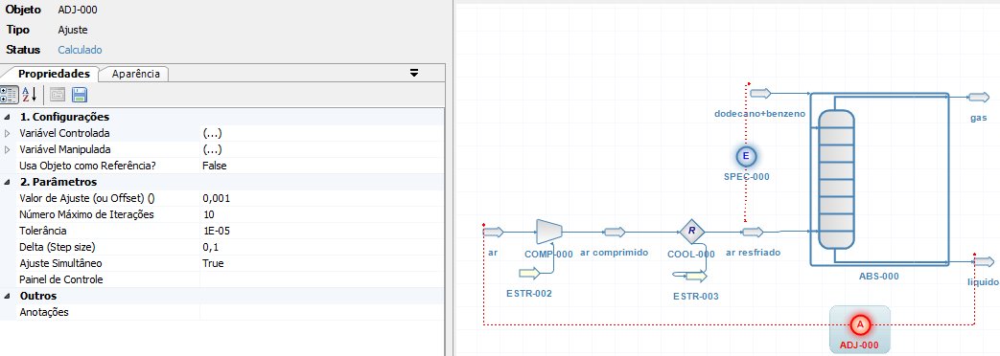 Objeto ADJ-000
Tipo Ajuste
Status Calculado
Propriedades Aparência
A Z
1. Configurações
Variável Controlada (...)
Variável Manipulada (...)
Usa Objeto como Referência? False
2. Parâmetros
Valor de Ajuste (ou Offset) () 0,001
Número Máximo de Iterações 10
Tolerância 1E-05
Delta (Step size) 0,1
Ajuste Simultâneo True
Painel de Controle
Outros
Anotações
dodecano+benzeno
gas
E
SPEC-000
R
ar
COMP-000
ar comprimido
COOL-000
ar resfriado
ABS-000
liquido
ESTR-002
ESTR-003
A
ADJ-000